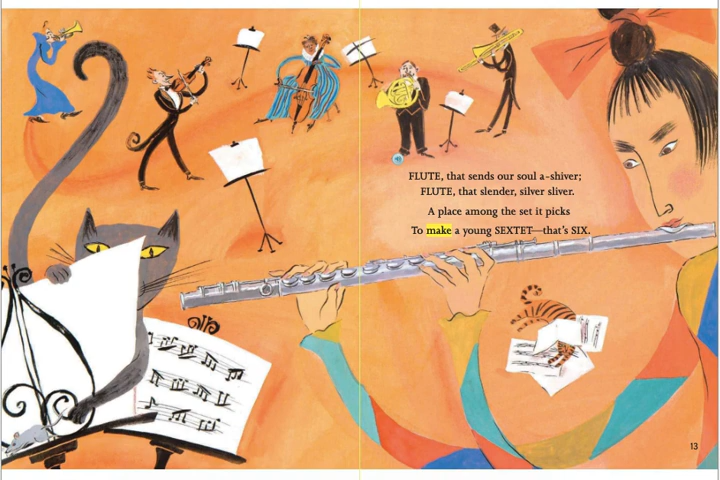 FLUTE, that sends our soul a-shiver;
FLUTE, that slender, silver sliver.
A place among the set it picks
To make a young SEXTET—that's SIX.
13